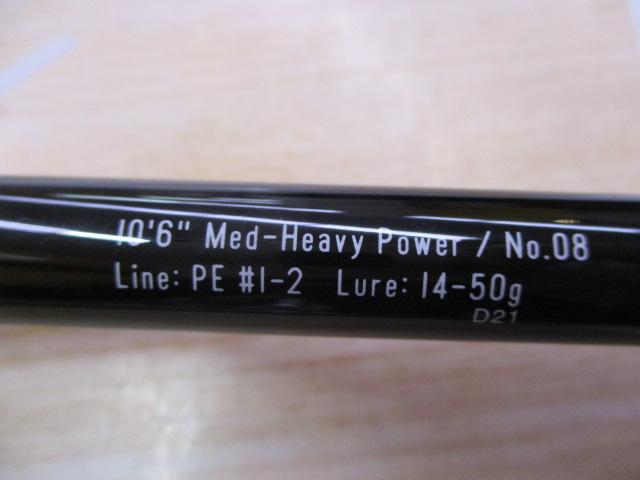 10'6" Med-Heavy Power / No.08
Line: PE #1-2 Lure: 14-50g
D21